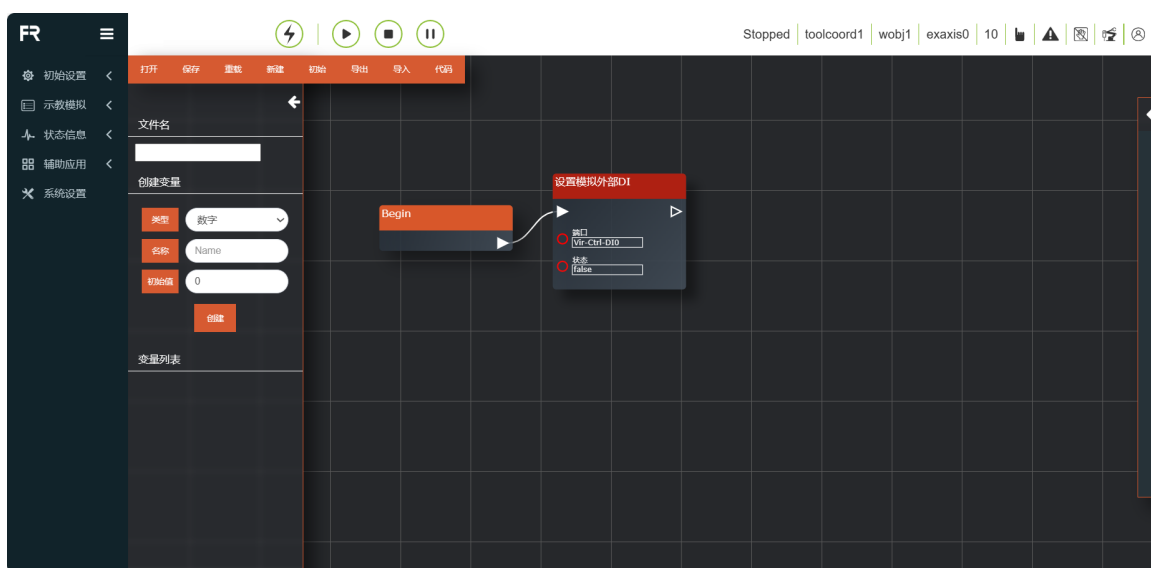 FR
Stopped toolcoord1 wobj1 exaxis0 10
打开 保存 重载 新建 初始 导出 导入 代码
初始设置
示教模拟
状态信息
辅助应用
系统设置
文件名
创建变量
类型 数字
名称 Name
初始值 0
创建
变量列表
Begin
设置模拟外部DI
端口
Vir-Ctrl-DI0
状态
false